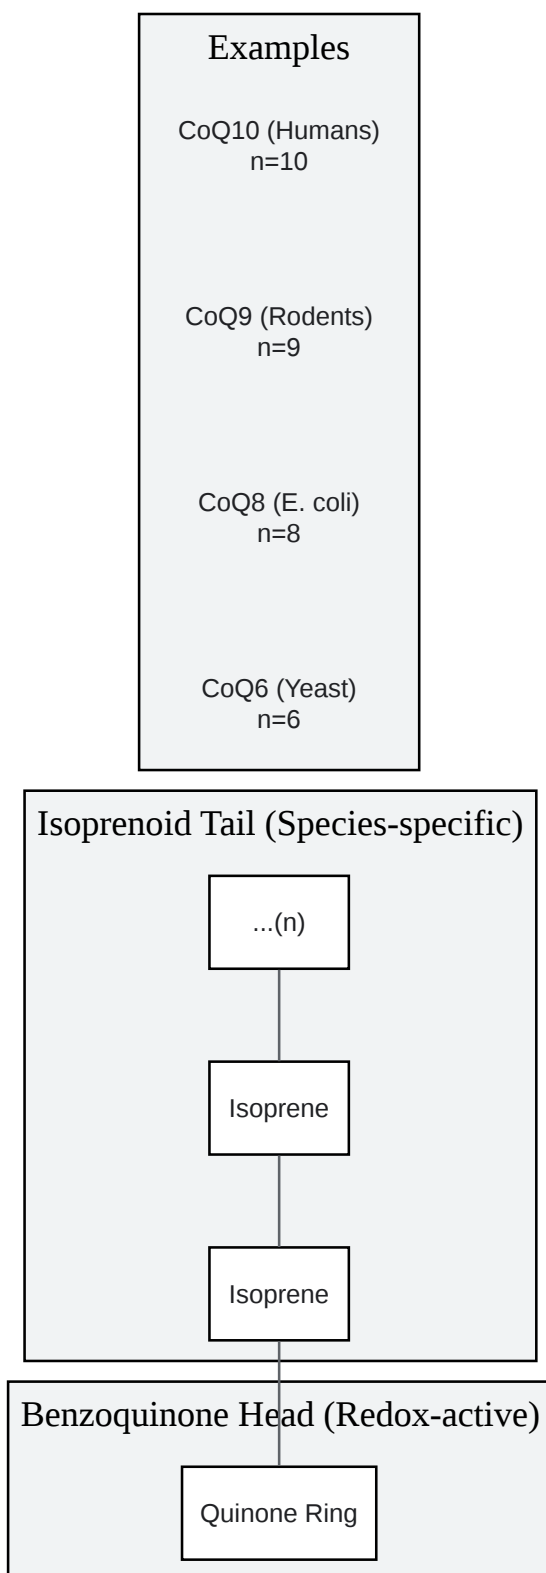 Examples
CoQ10 (Humans)
n=10
CoQ9 (Rodents)
n=9
CoQ8 (E. coli)
n=8
CoQ6 (Yeast)
n=6
Isoprenoid Tail (Species-specific)
...(n)
Isoprene
Isoprene
Benzoquinone Head (Redox-active)
Quinone Ring